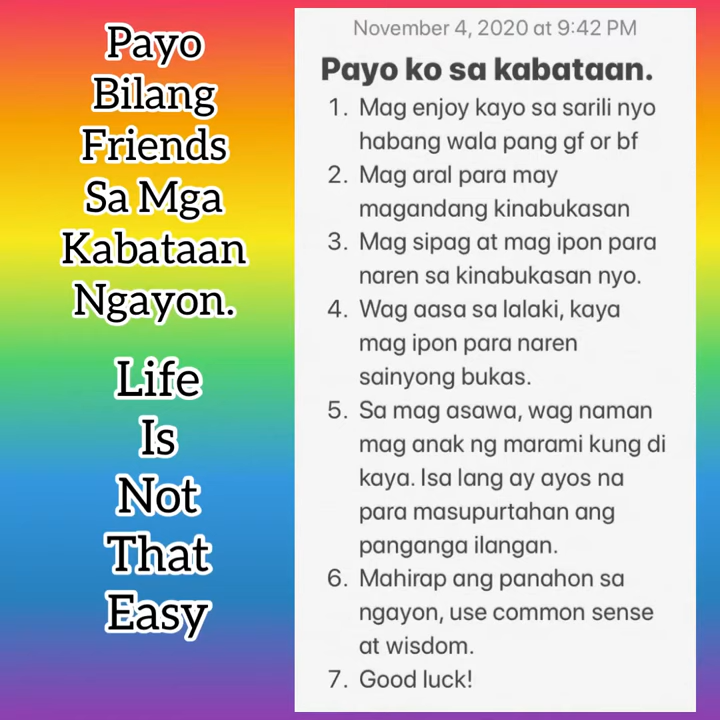 Payo
Bilang
Friends
Sa Mga
Kabataan
Ngayon.
Life
Is
Not
That
Easy
November 4, 2020 at 9:42 PM
Payo ko sa kabataan.
1. Mag enjoy kayo sa sarili nyo
habang wala pang gf or bf
2. Mag aral para may
magandang kinabukasan
3. Mag sipag at mag ipon para
naren sa kinabukasan nyo.
4. Wag aasa sa lalaki, kaya
mag ipon para naren
sainyong bukas.
5. Sa mag asawa, wag naman
mag anak ng marami kung di
kaya. Isa lang ay ayos na
para masupurtahan ang
panganga ilangan.
6. Mahirap ang panahon sa
ngayon, use common sense
at wisdom.
7. Good luck!